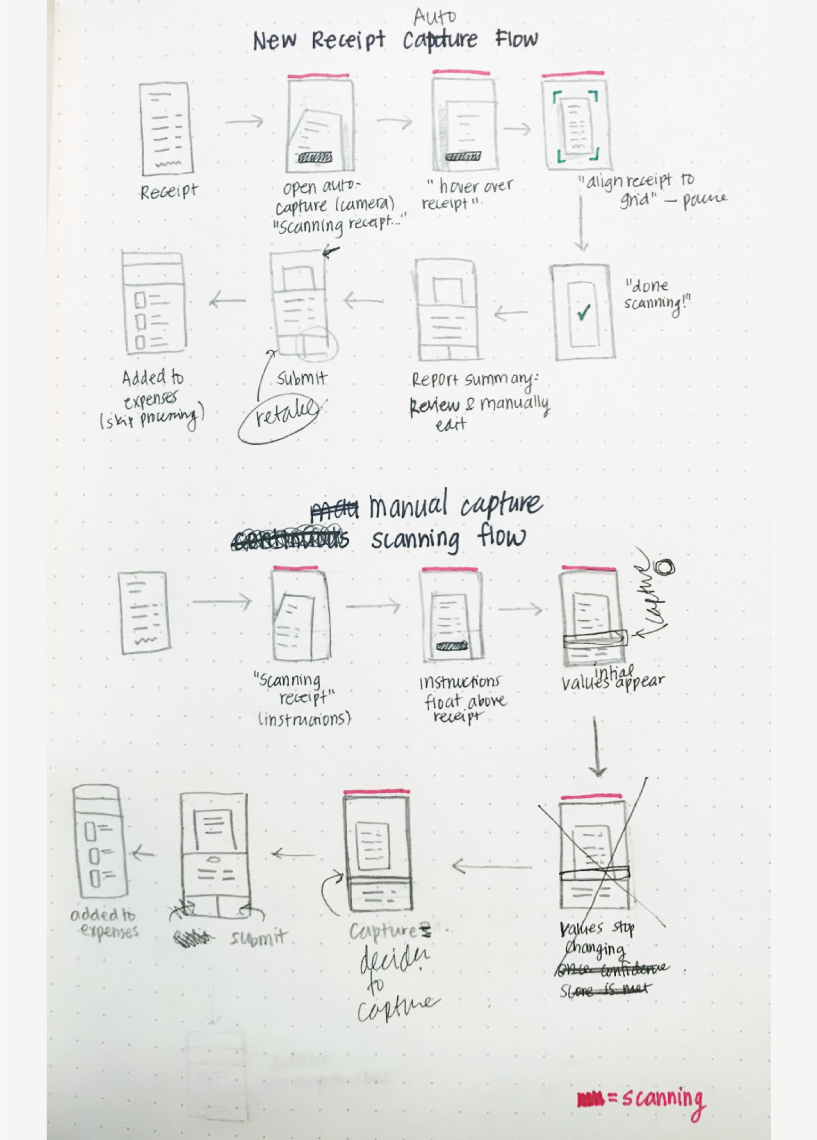 Auto
New Receipt Capture Flow
Receipt
open auto-
capture (camera)
"Scanning receipt..."
"hover over
receipt".
"align receipt to
grid" — pause
"done
scanning!"
Report summary:
Review & manually
edit
submit
retake
Added to
expenses
(skip processing)
manual capture
continuous scanning flow
"Scanning
receipt"
(instructions)
Instructions
float above
receipt
capture
initial
values appear
Values stop
changing
once confidence
score is met
Capture
decider
to
capture
submit
added to
expenses
= scanning